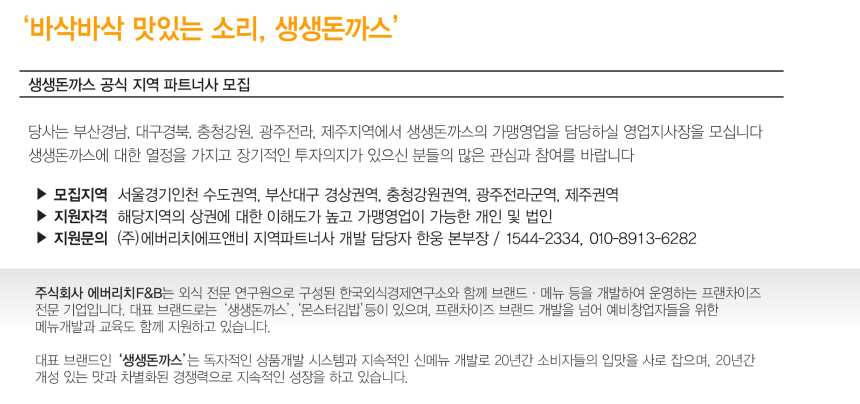 ‘바삭바삭 맛있는 소리, 생생돈까스’
생생돈까스 공식 지역 파트너사 모집
당사는 부산경남, 대구경북, 충청강원, 광주전라, 제주지역에서 생생돈까스의 가맹영업을 담당하실 영업지사장을 모십니다
생생돈까스에 대한 열정을 가지고 장기적인 투자의지가 있으신 분들의 많은 관심과 참여를 바랍니다
▶ 모집지역 서울경기인천 수도권역, 부산대구 경상권역, 충청강원권역, 광주전라군역, 제주권역
▶ 지원자격 해당지역의 상권에 대한 이해도가 높고 가맹영업이 가능한 개인 및 법인
▶ 지원문의 (주)에버리치에프앤비 지역파트너사 개발 담당자 한웅 본부장 / 1544-2334, 010-8913-6282
주식회사 에버리치F&B는 외식 전문 연구원으로 구성된 한국외식경제연구소와 함께 브랜드 · 메뉴 등을 개발하여 운영하는 프랜차이즈
전문 기업입니다. 대표 브랜드로는 ‘생생돈까스’, ‘몬스터김밥’등이 있으며, 프랜차이즈 브랜드 개발을 넘어 예비창업자들을 위한
메뉴개발과 교육도 함께 지원하고 있습니다.
대표 브랜드인 ‘생생돈까스’는 독자적인 상품개발 시스템과 지속적인 신메뉴 개발로 20년간 소비자들의 입맛을 사로 잡으며, 20년간
개성 있는 맛과 차별화된 경쟁력으로 지속적인 성장을 하고 있습니다.